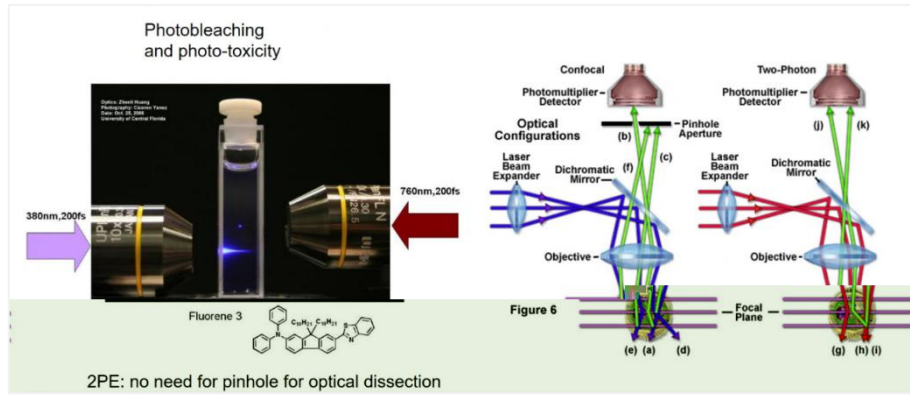 Photobleaching
and photo-toxicity
Optics: Zhenli Huang
Photography: Ciceron Yanez
Date: Oct. 25, 2006
University of Central Florida
380nm,200fs
760nm,200fs
Fluorene 3
2PE: no need for pinhole for optical dissection
Confocal
Photomultiplier
Detector
Two-Photon
Photomultiplier
Detector
(b)
(j)
(k)
Optical
Configurations
Pinhole
Aperture
(c)
(f)
Laser
Beam
Expander
Dichromatic
Mirror
Laser
Beam
Expander
Dichromatic
Mirror
Objective
Objective
Figure 6
Focal
Plane
(e)
(a)
(d)
(g)
(h)
(i)
C₁₀H₂₁
C₁₀H₂₁
N
S
N